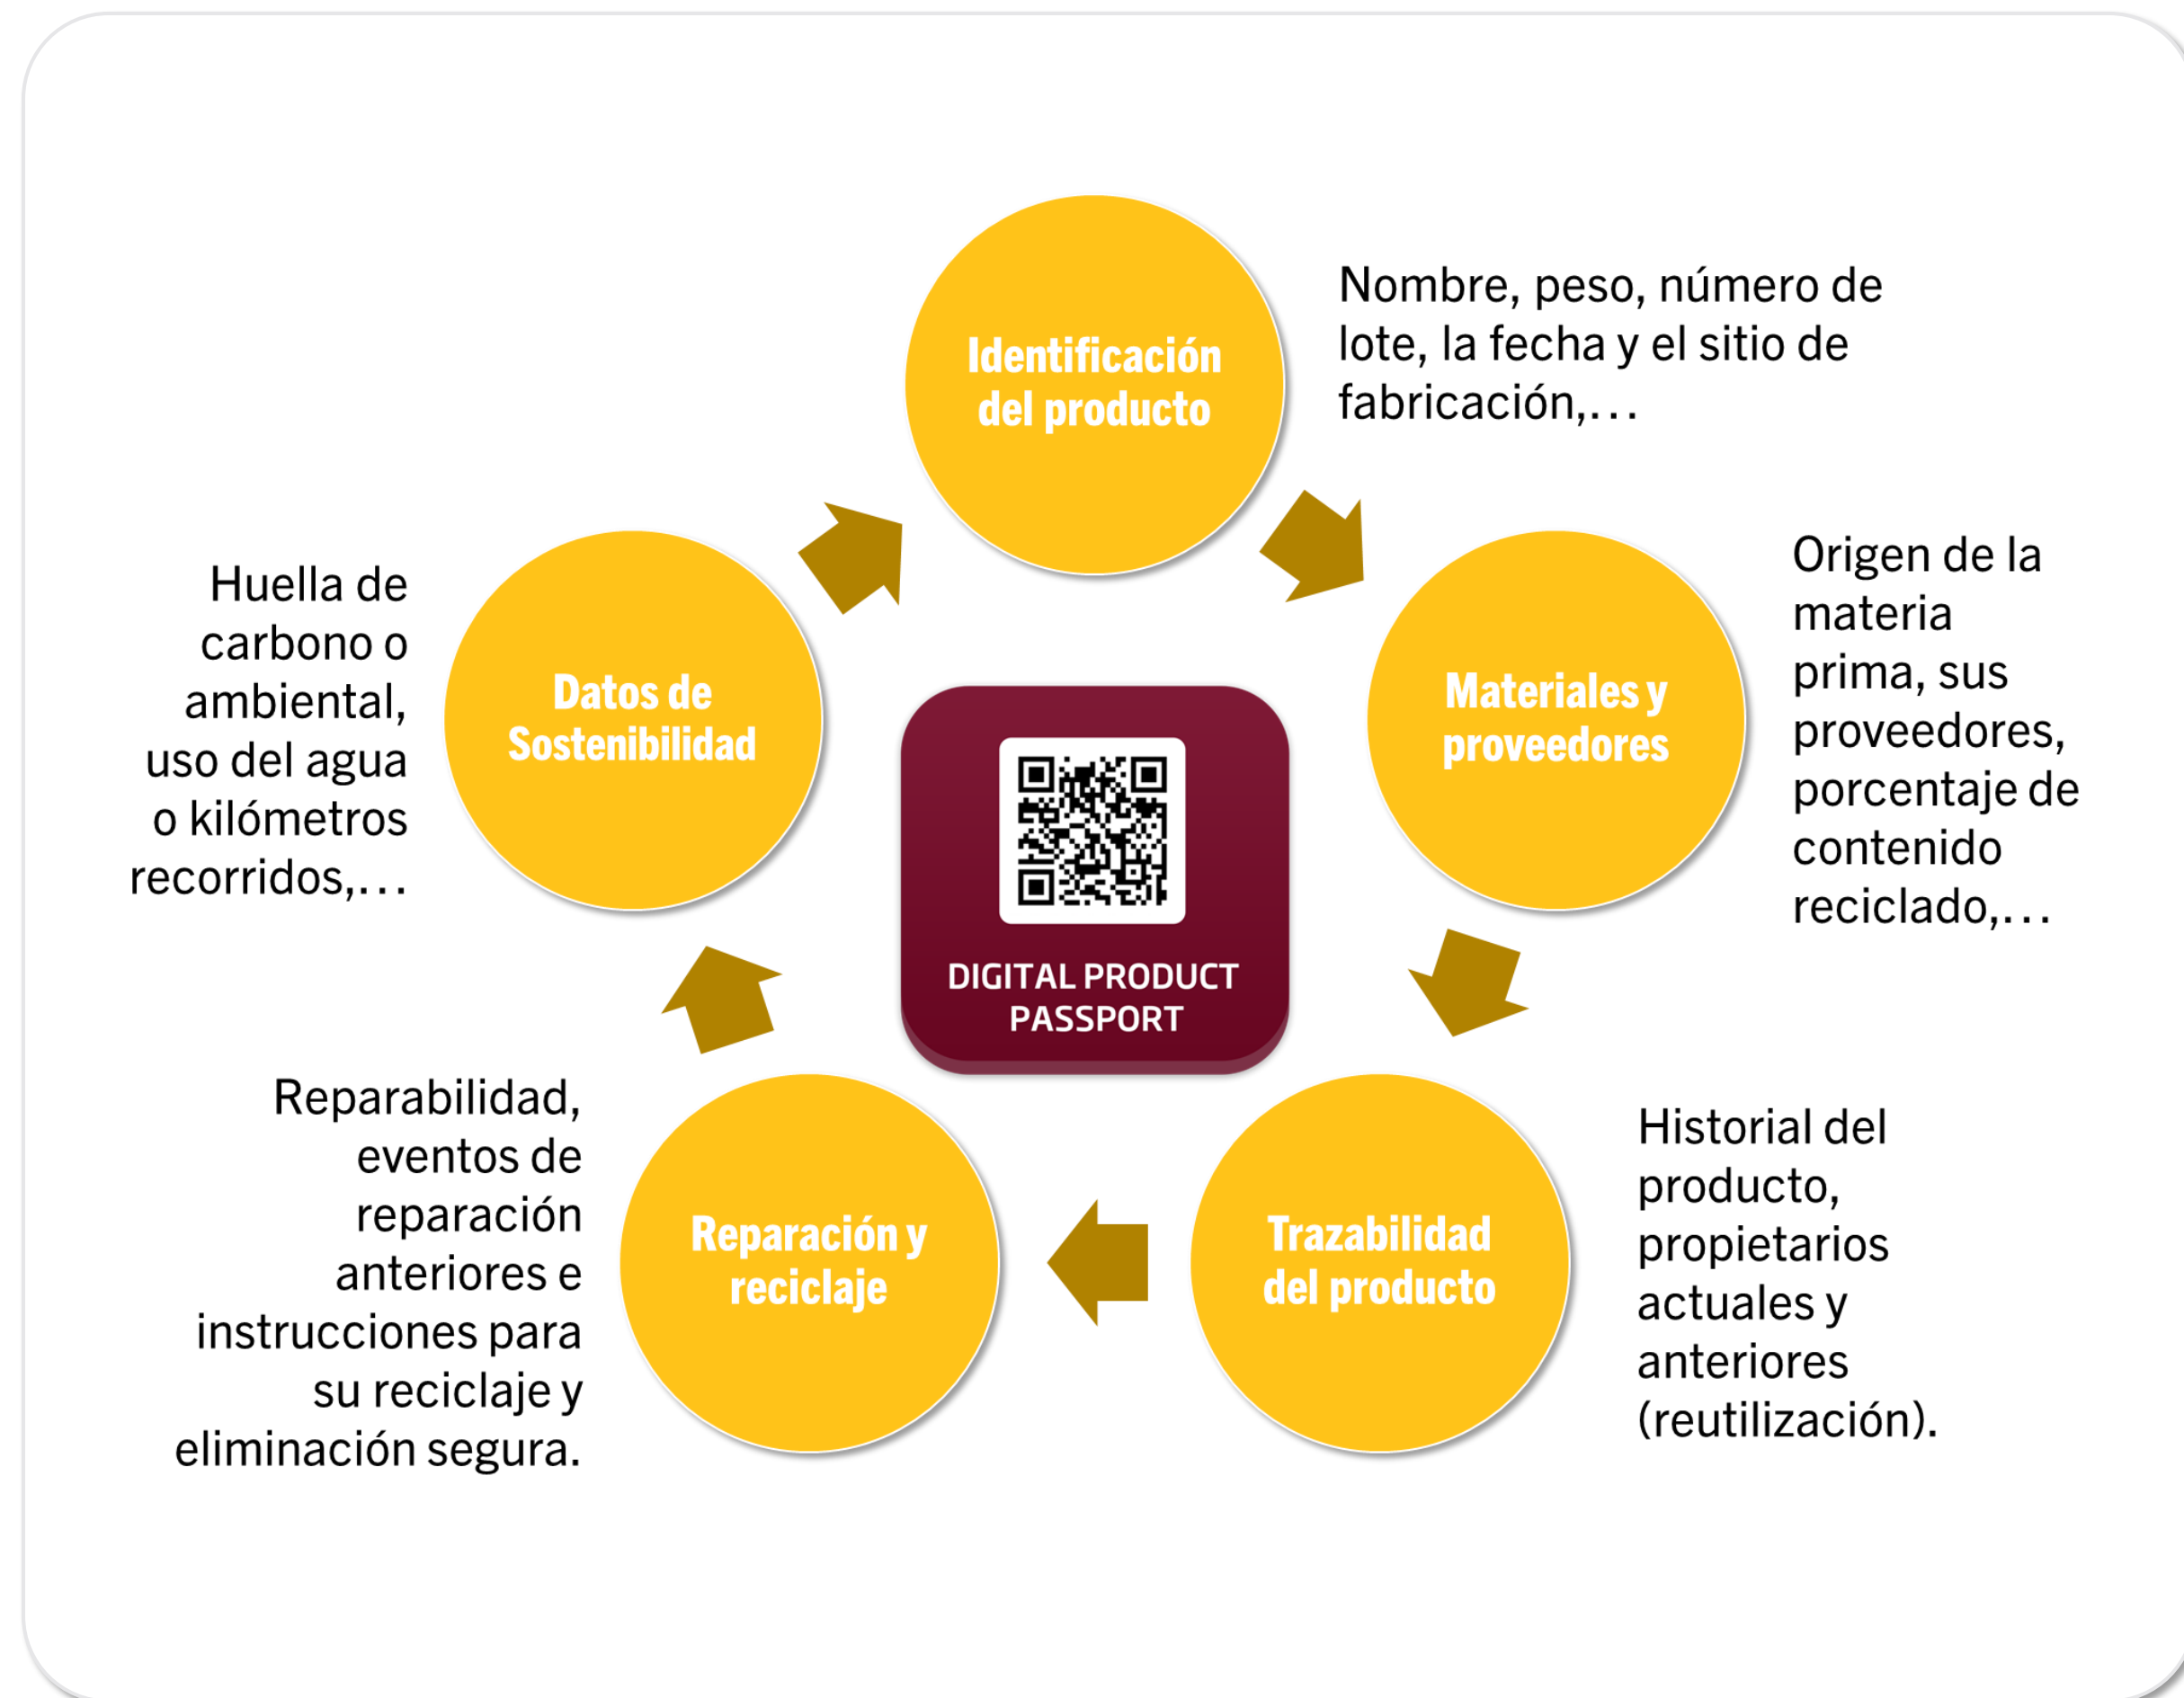 Identificación
del producto
Nombre, peso, número de
lote, la fecha y el sitio de
fabricación,...
Materiales y
proveedores
Origen de la
materia
prima, sus
proveedores,
porcentaje de
contenido
reciclado,...
Trazabilidad
del producto
Historial del
producto,
propietarios
actuales y
anteriores
(reutilización).
Reparación y
reciclaje
Reparabilidad,
eventos de
reparación
anteriores e
instrucciones para
su reciclaje y
eliminación segura.
Datos de
Sostenibilidad
Huella de
carbono o
ambiental,
uso del agua
o kilómetros
recorridos,...
DIGITAL PRODUCT
PASSPORT